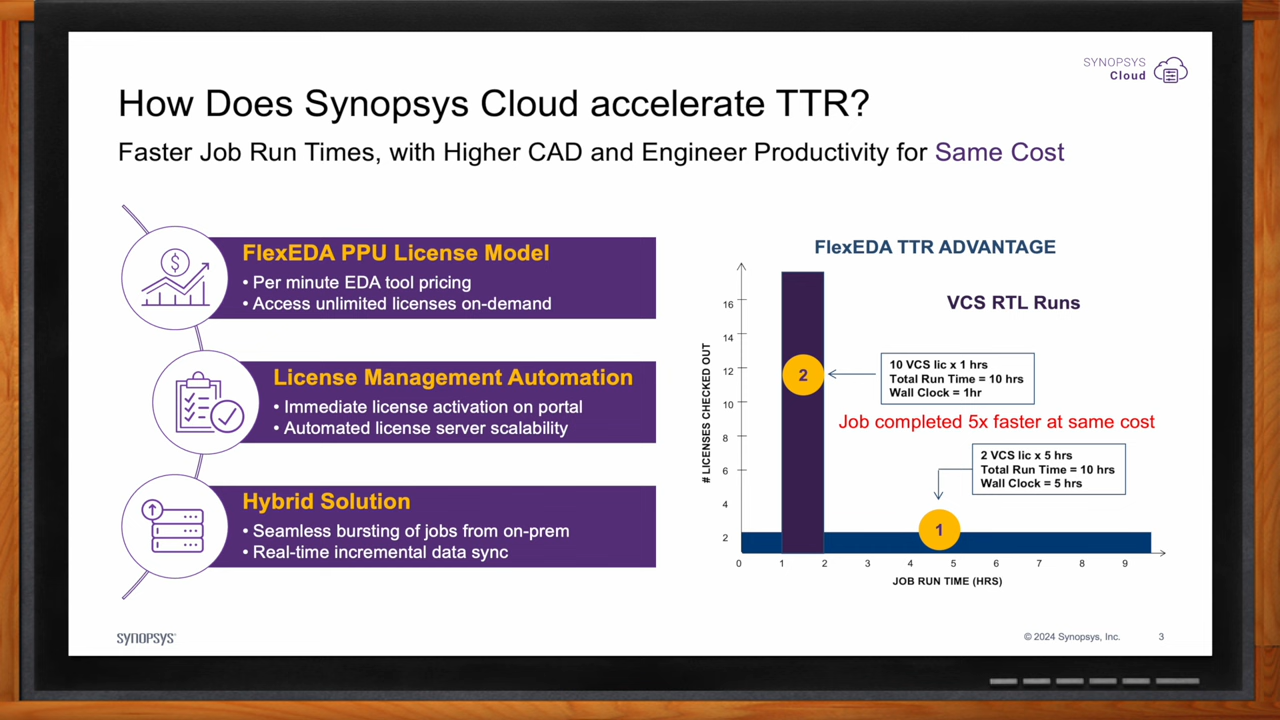 SYNOPSYS
Cloud
How Does Synopsys Cloud accelerate TTR?
Faster Job Run Times, with Higher CAD and Engineer Productivity for Same Cost
FlexEDA PPU License Model
• Per minute EDA tool pricing
• Access unlimited licenses on-demand
License Management Automation
• Immediate license activation on portal
• Automated license server scalability
Hybrid Solution
• Seamless bursting of jobs from on-prem
• Real-time incremental data sync
FlexEDA TTR ADVANTAGE
VCS RTL Runs
# LICENSES CHECKED OUT
16
14
12
10
8
6
4
2
2
10 VCS lic x 1 hrs
Total Run Time = 10 hrs
Wall Clock = 1hr
Job completed 5x faster at same cost
2 VCS lic x 5 hrs
Total Run Time = 10 hrs
Wall Clock = 5 hrs
1
0 1 2 3 4 5 6 7 8 9
JOB RUN TIME (HRS)
SYNOPSYS®
© 2024 Synopsys, Inc. 3